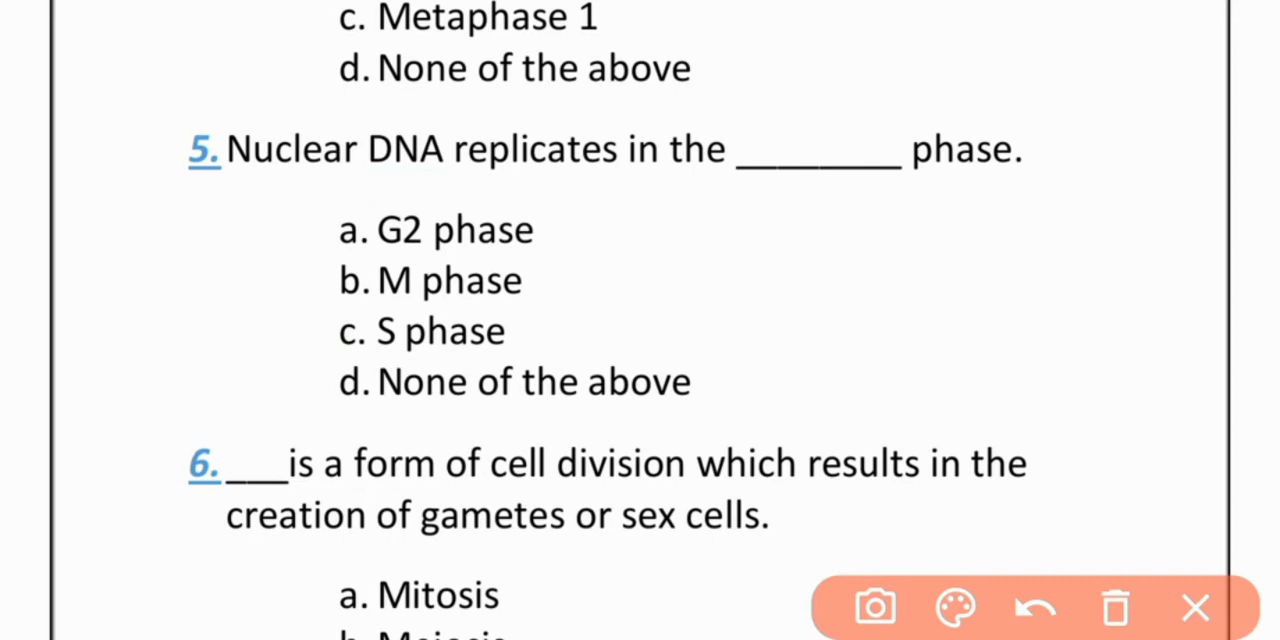 c. Metaphase 1
d. None of the above
5. Nuclear DNA replicates in the ________ phase.
a. G2 phase
b. M phase
c. S phase
d. None of the above
6. ___is a form of cell division which results in the
creation of gametes or sex cells.
a. Mitosis